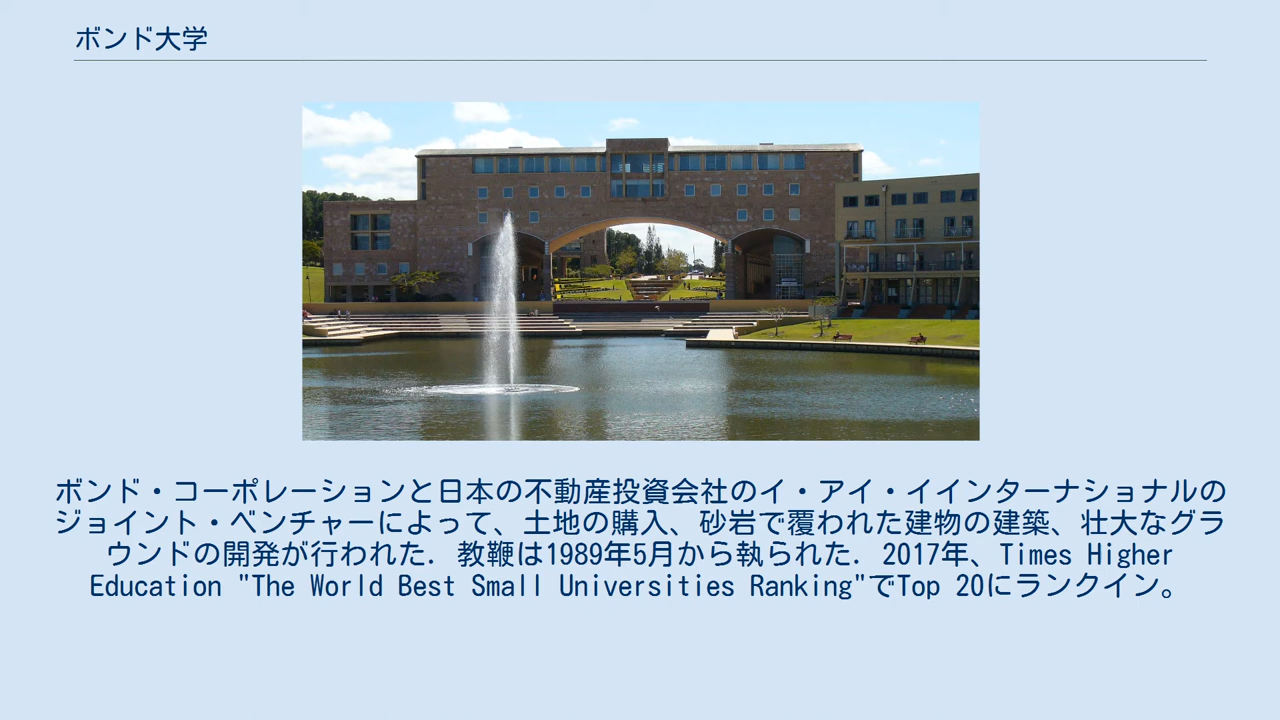 ボンド大学
ボンド・コーポレーションと日本の不動産投資会社のイ・アイ・イインターナショナルの
ジョイント・ベンチャーによって、土地の購入、砂岩で覆われた建物の建築、壮大なグラ
ウンドの開発が行われた. 教鞭は1989年5月から執られた. 2017年、Times Higher
Education "The World Best Small Universities Ranking"でTop 20にランクイン。